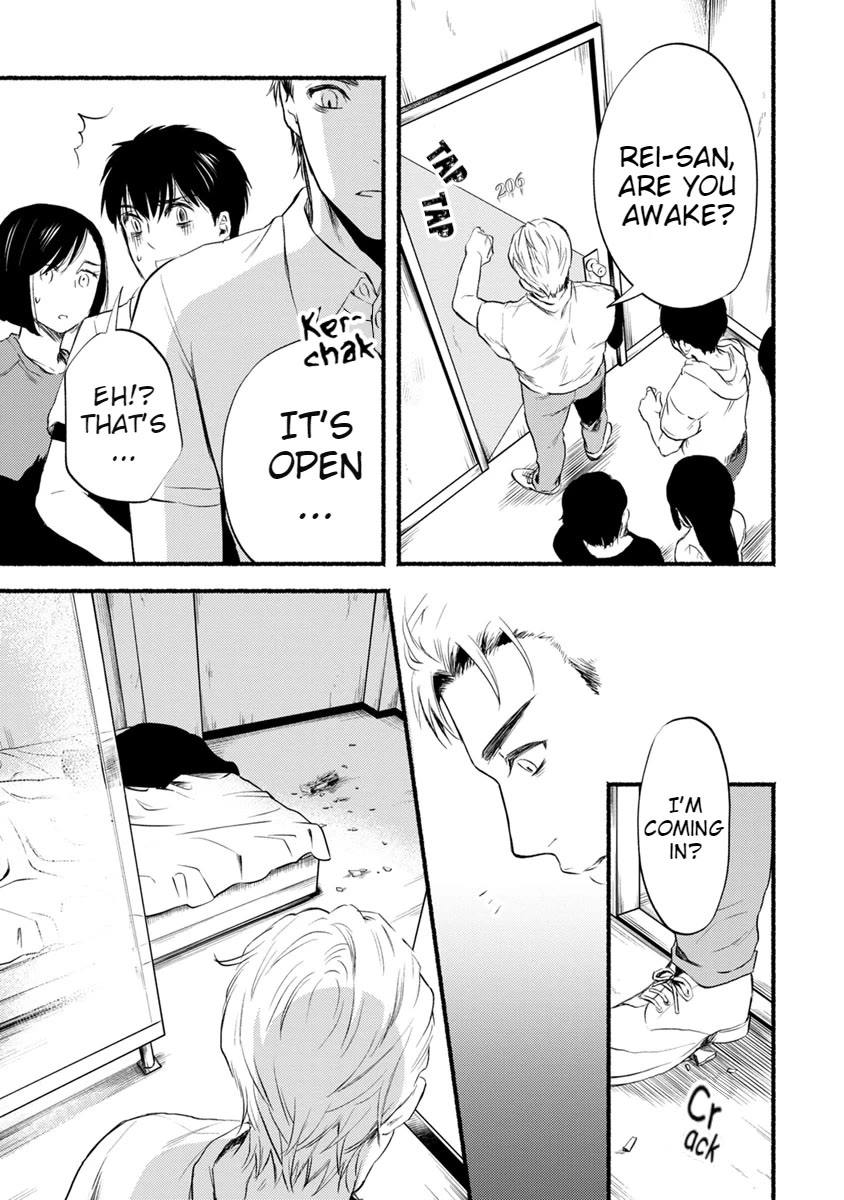 REI-SAN,
ARE YOU
AWAKE?
TAP
TAP
206
Ker-
chak
IT'S
OPEN
...
EH!?
THAT'S
...
I'M
COMING
IN?
Cr
ack